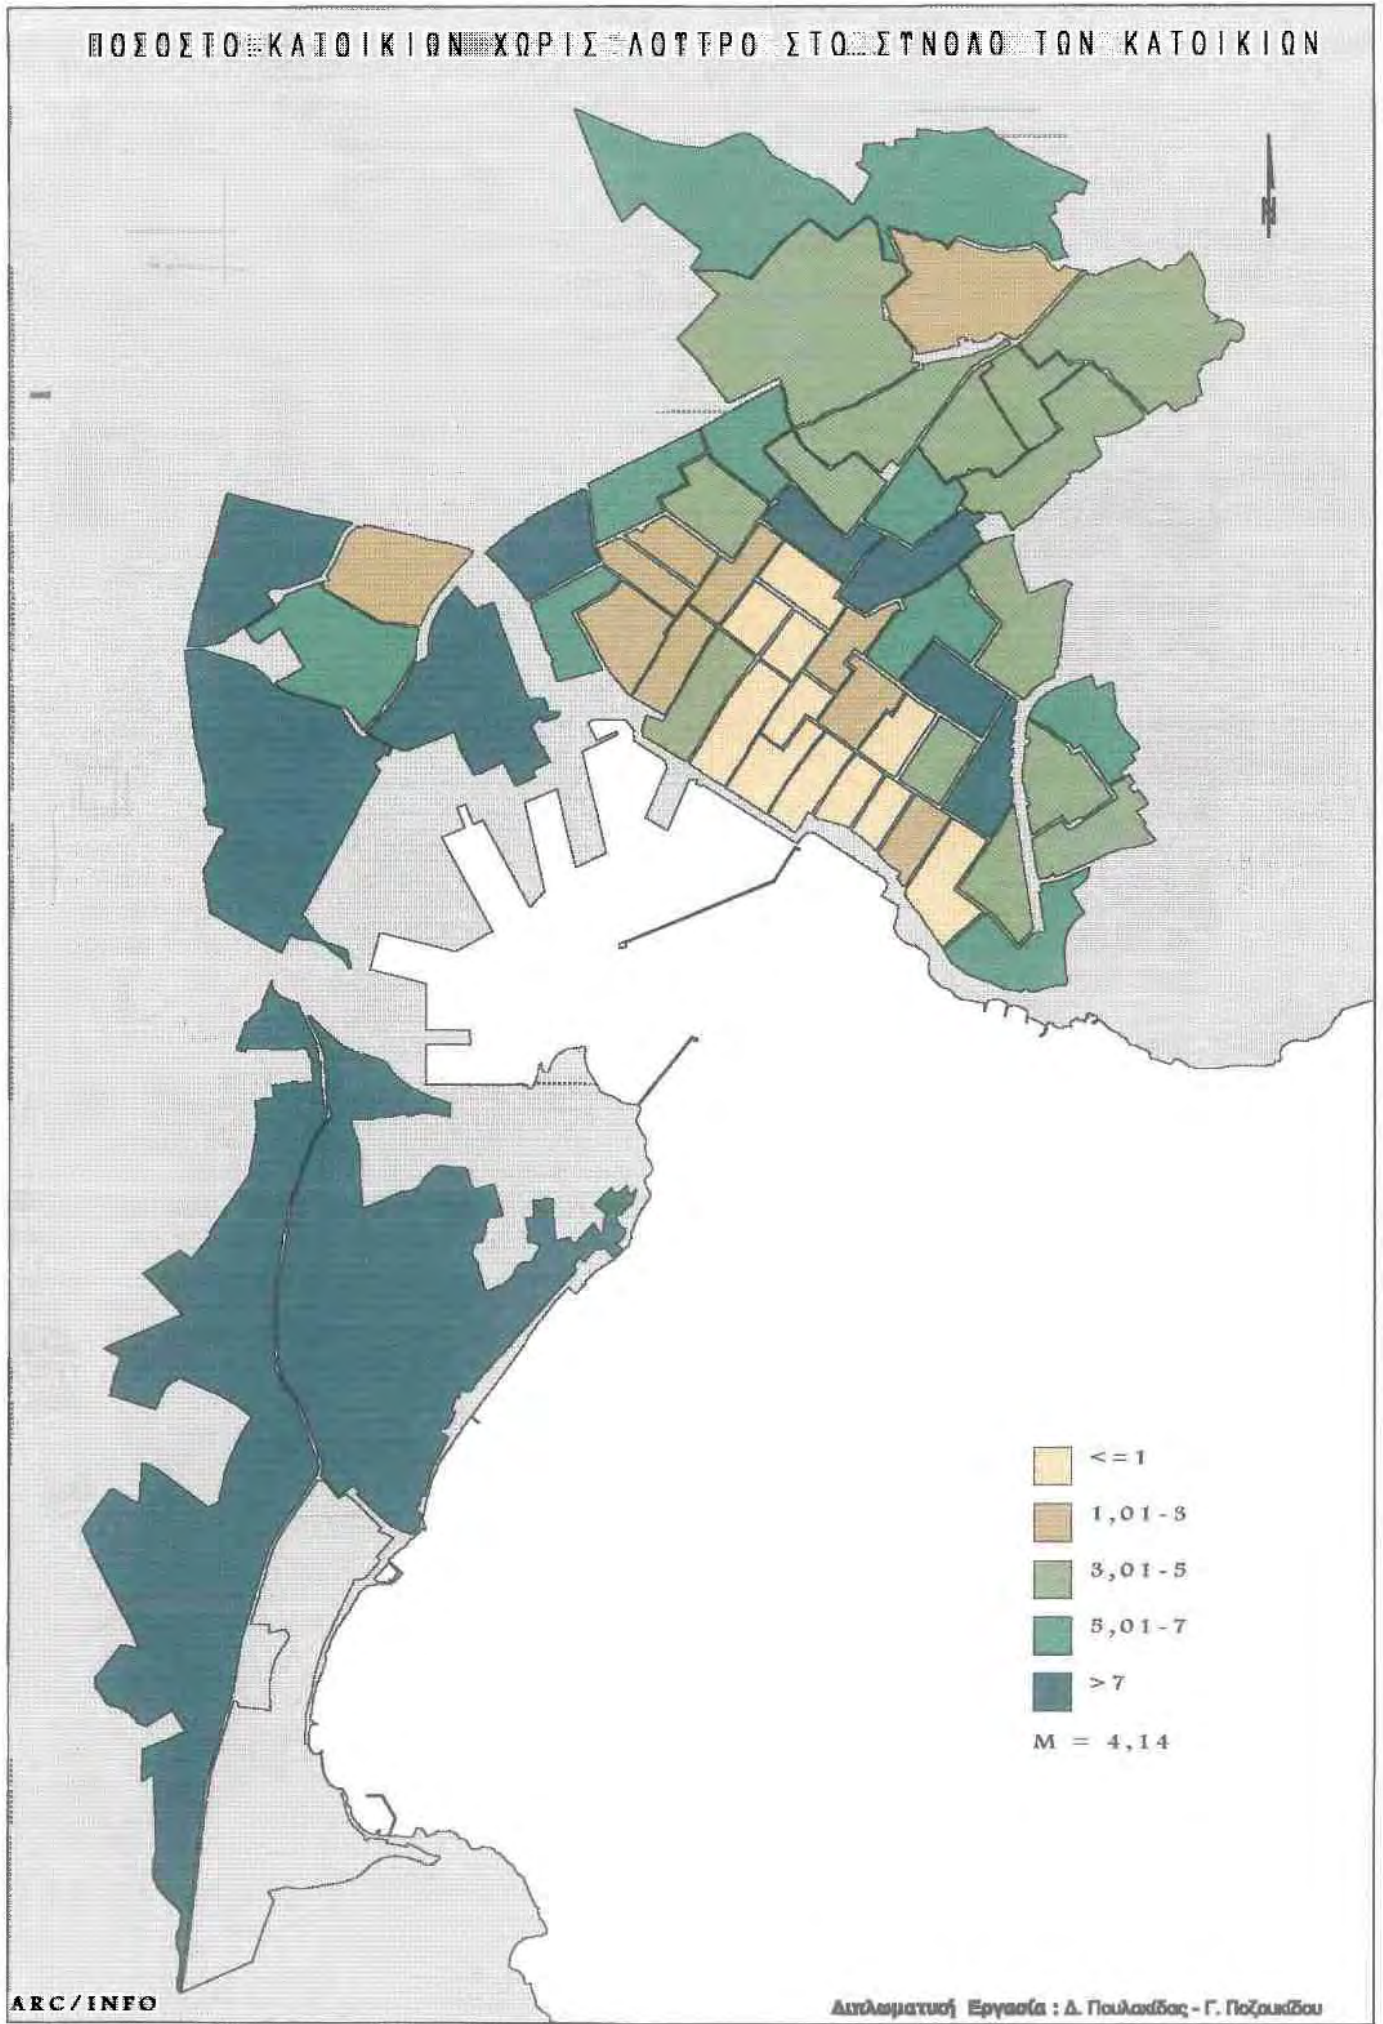 ΠΟΣΟΣΤΟ ΚΑΤΟΙΚΙΩΝ ΧΩΡΙΣ ΛΟΥΤΡΟ ΣΤΟ ΣΥΝΟΛΟ ΤΩΝ ΚΑΤΟΙΚΙΩΝ
N
<=1
1,01-3
3,01-5
5,01-7
>7
M = 4,14
ARC/INFO
Διπλωματική Εργασία : Δ. Πουλαχίδας - Γ. Ποζουκίδου